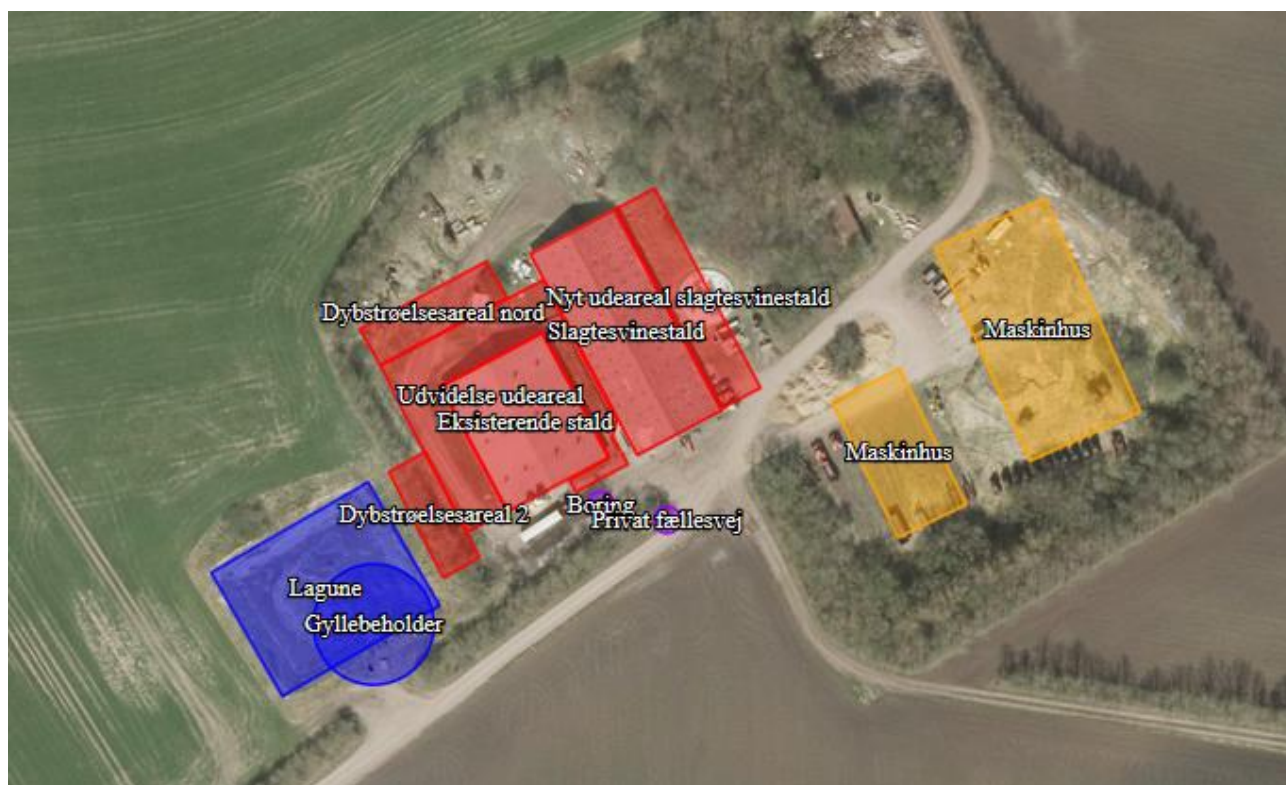 Nyt udeareal slagtesvinestald
Dybstrøelsesareal nord
Slagtesvinestald
Maskinhus
Udvidelse udeareal
Eksisterende stald
Maskinhus
Boring
Dybstrøelsesareal 2
Privat fællesvej
Lagune
Gyllebeholder